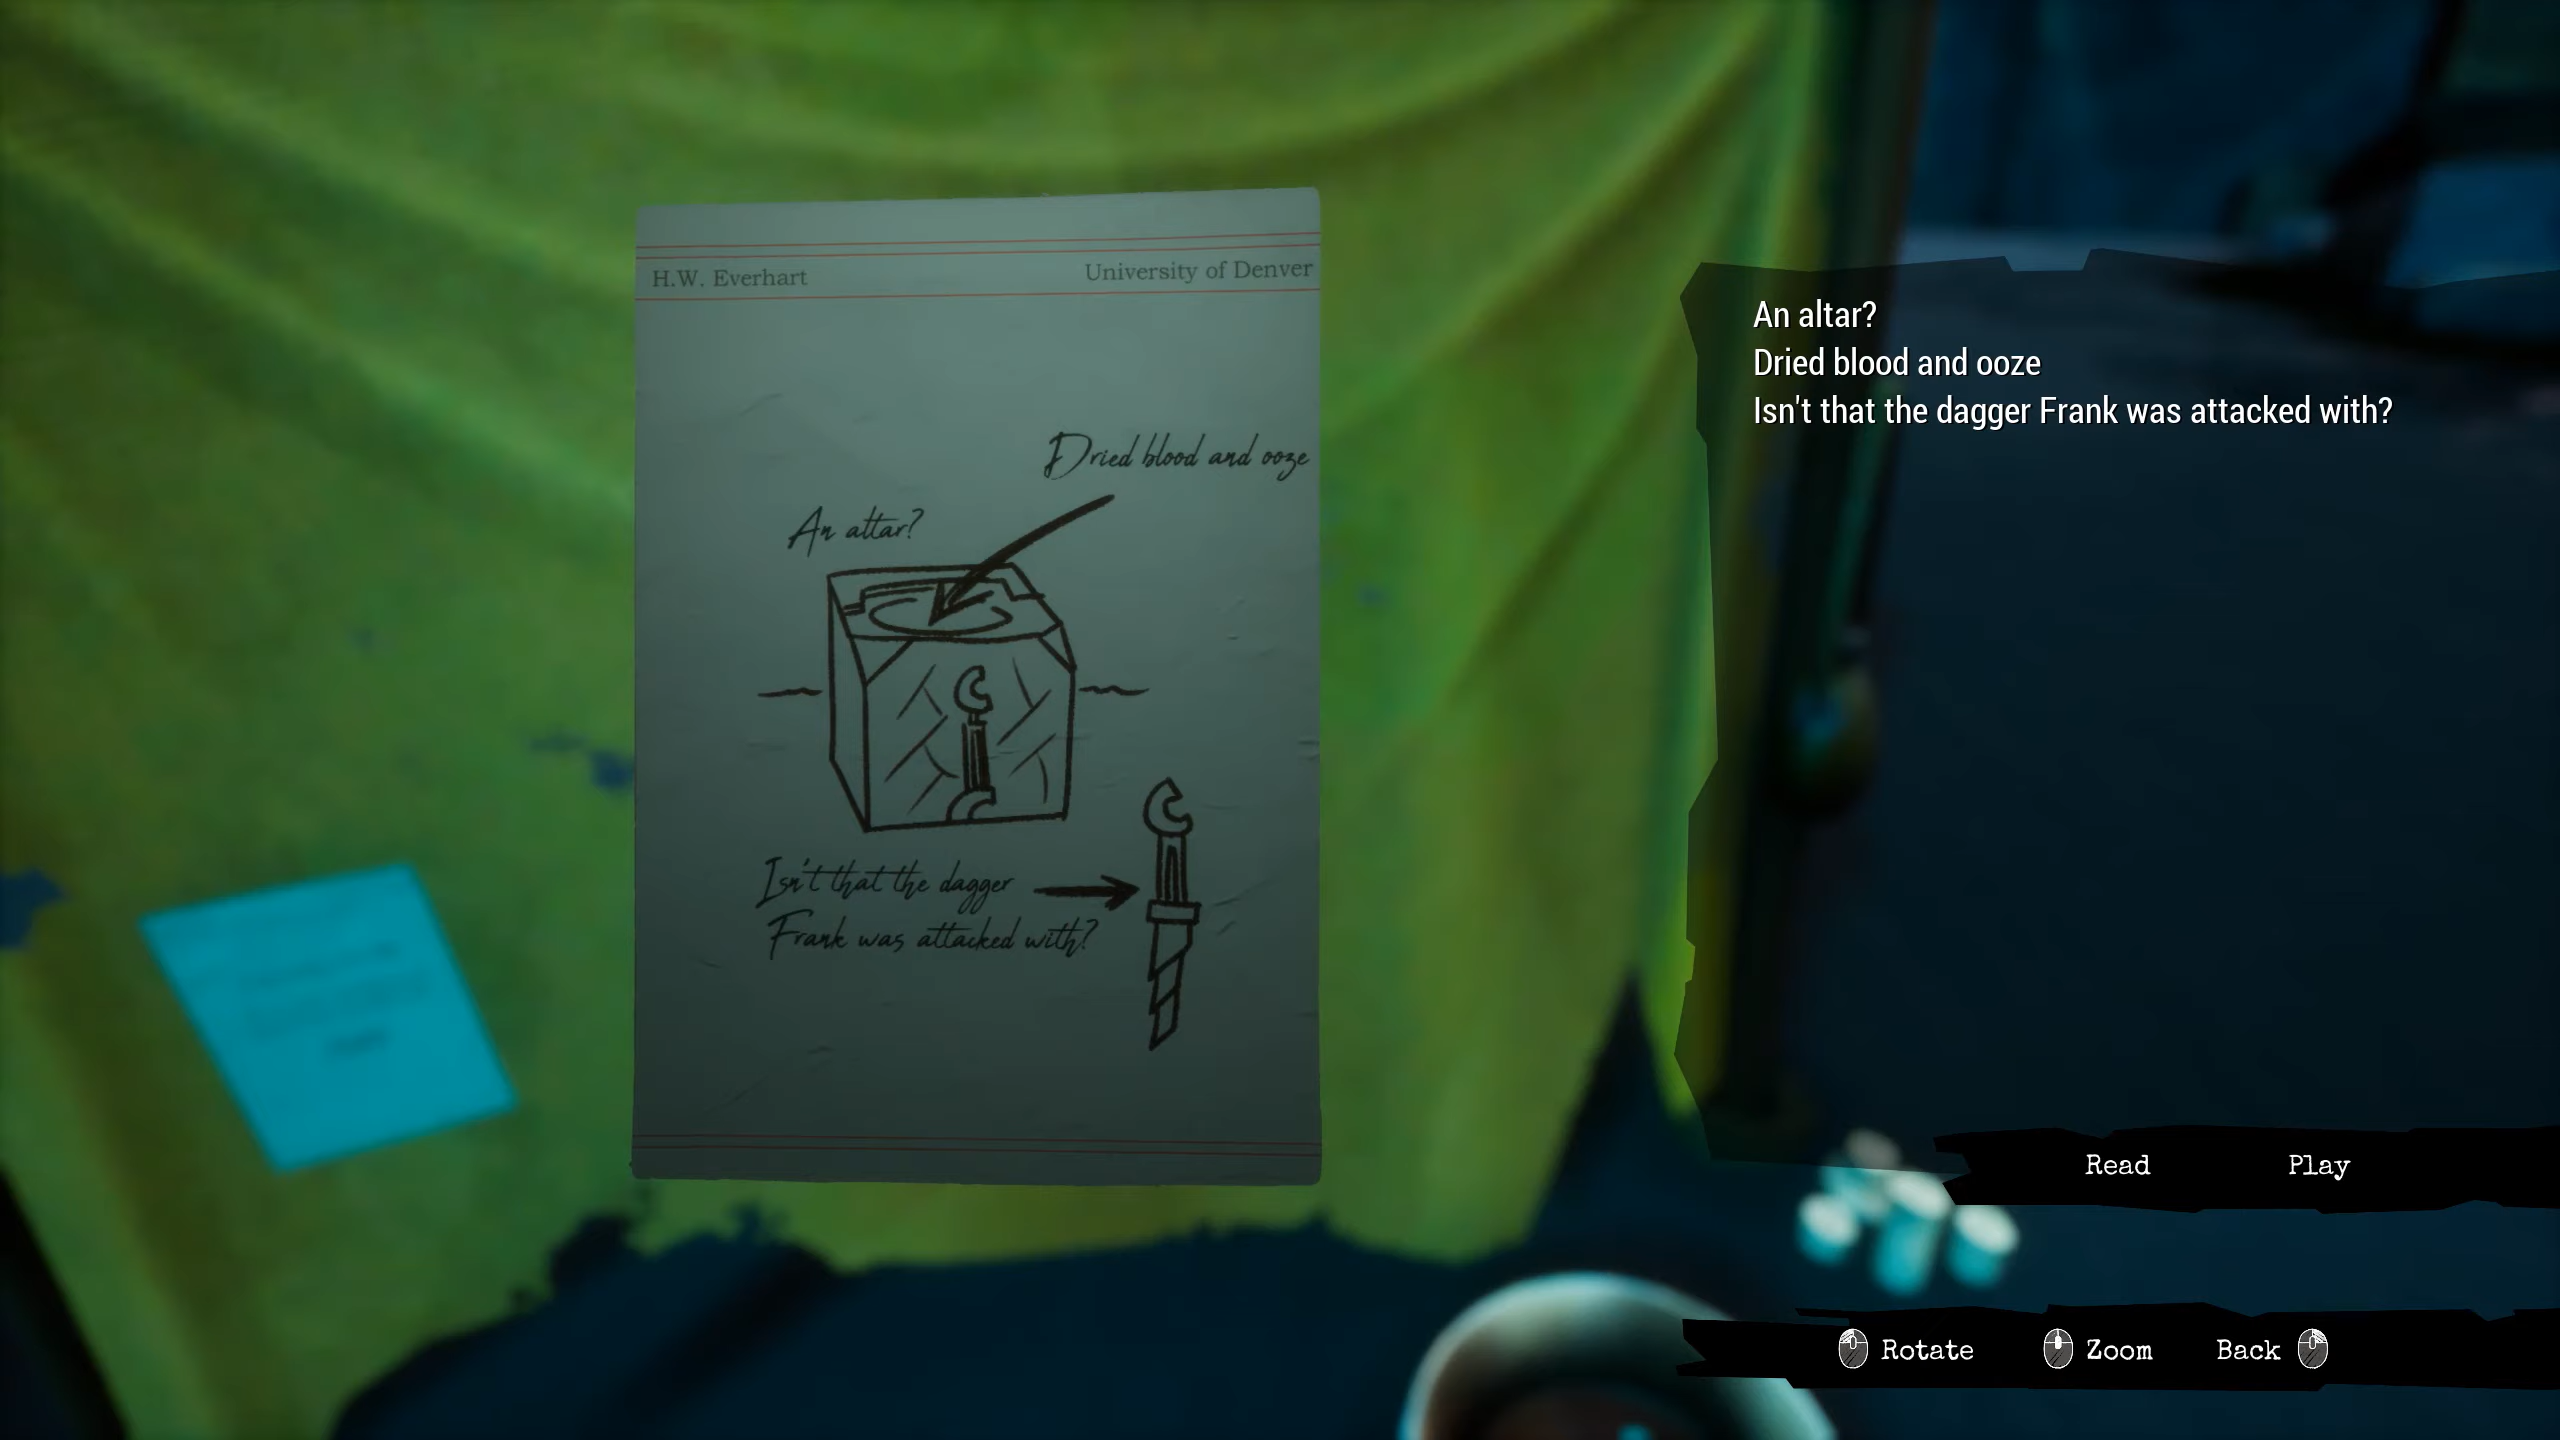 H.W. Everhart University of Denver
Dried blood and ooze
An altar?
Isn't that the dagger
Frank was attacked with?
An altar?
Dried blood and ooze
Isn't that the dagger Frank was attacked with?
Read Play
Rotate Zoom Back